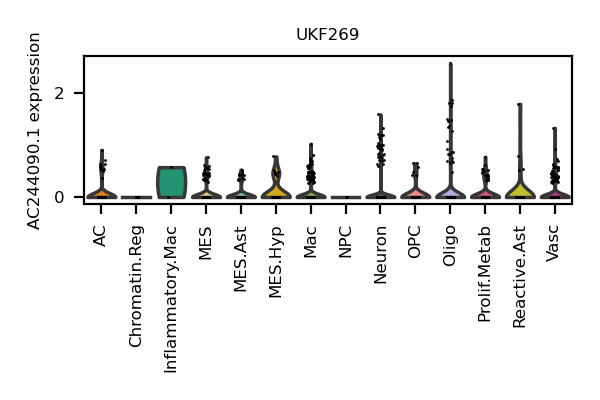 UKF269
AC244090.1 expression
2
0
AC
Chromatin.Reg
Inflammatory.Mac
MES
MES.Ast
MES.Hyp
Mac
NPC
Neuron
OPC
Oligo
Prolif.Metab
Reactive.Ast
Vasc